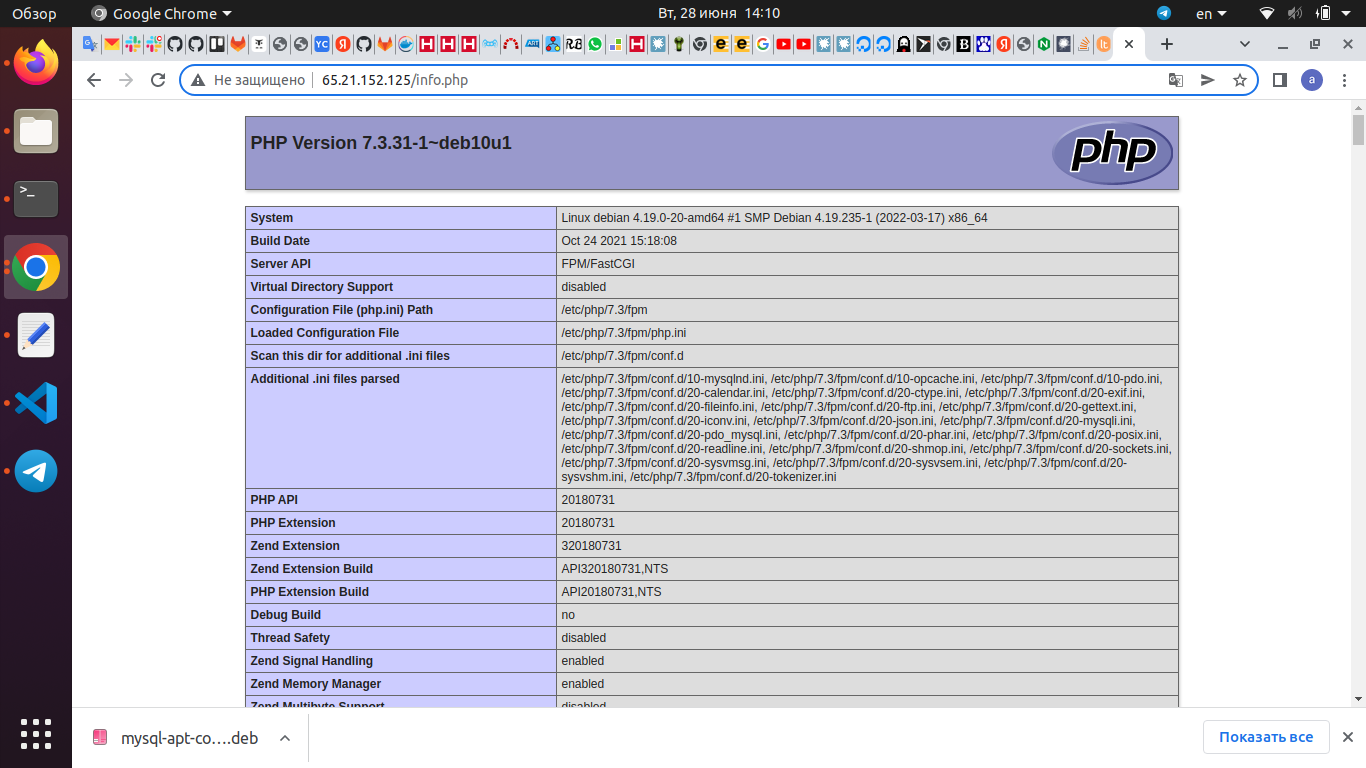 Обзор Google Chrome Вт, 28 июня 14:10 en
Не защищено 65.21.152.125/info.php a
PHP Version 7.3.31-1~deb10u1 php
System Linux debian 4.19.0-20-amd64 #1 SMP Debian 4.19.235-1 (2022-03-17) x86_64
Build Date Oct 24 2021 15:18:08
Server API FPM/FastCGI
Virtual Directory Support disabled
Configuration File (php.ini) Path /etc/php/7.3/fpm
Loaded Configuration File /etc/php/7.3/fpm/php.ini
Scan this dir for additional .ini files /etc/php/7.3/fpm/conf.d
Additional .ini files parsed /etc/php/7.3/fpm/conf.d/10-mysqlnd.ini, /etc/php/7.3/fpm/conf.d/10-opcache.ini, /etc/php/7.3/fpm/conf.d/10-pdo.ini,
/etc/php/7.3/fpm/conf.d/20-calendar.ini, /etc/php/7.3/fpm/conf.d/20-ctype.ini, /etc/php/7.3/fpm/conf.d/20-exif.ini,
/etc/php/7.3/fpm/conf.d/20-fileinfo.ini, /etc/php/7.3/fpm/conf.d/20-ftp.ini, /etc/php/7.3/fpm/conf.d/20-gettext.ini,
/etc/php/7.3/fpm/conf.d/20-iconv.ini, /etc/php/7.3/fpm/conf.d/20-json.ini, /etc/php/7.3/fpm/conf.d/20-mysqli.ini,
/etc/php/7.3/fpm/conf.d/20-pdo_mysql.ini, /etc/php/7.3/fpm/conf.d/20-phar.ini, /etc/php/7.3/fpm/conf.d/20-posix.ini,
/etc/php/7.3/fpm/conf.d/20-readline.ini, /etc/php/7.3/fpm/conf.d/20-shmop.ini, /etc/php/7.3/fpm/conf.d/20-sockets.ini,
/etc/php/7.3/fpm/conf.d/20-sysvmsg.ini, /etc/php/7.3/fpm/conf.d/20-sysvsem.ini, /etc/php/7.3/fpm/conf.d/20-
sysvshm.ini, /etc/php/7.3/fpm/conf.d/20-tokenizer.ini
PHP API 20180731
PHP Extension 20180731
Zend Extension 320180731
Zend Extension Build API320180731,NTS
PHP Extension Build API20180731,NTS
Debug Build no
Thread Safety disabled
Zend Signal Handling enabled
Zend Memory Manager enabled
Zend Multibyte Support disabled
mysql-apt-co....deb Показать все